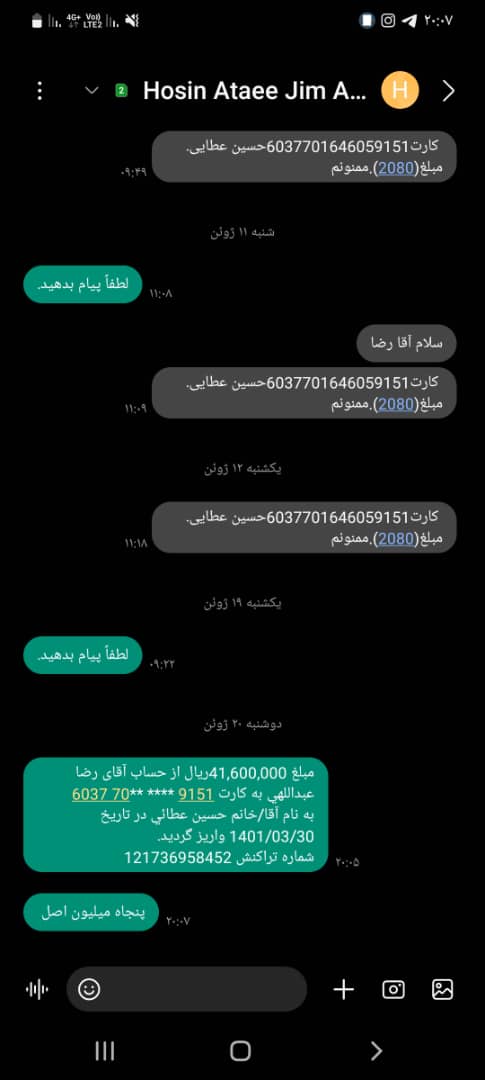 ۲۰:۰۷
4G+ Vo))
LTE2
2
Hosin Ataee Jim A...
H
کارت6037701646059151حسین عطایی.
مبلغ(2080).ممنونم
۰۹:۴۹
شنبه ۱۱ ژوئن
لطفاً پیام بدهید.
۱۱:۰۸
سلام آقا رضا
کارت6037701646059151حسین عطایی.
مبلغ(2080).ممنونم
۱۱:۰۹
یکشنبه ۱۲ ژوئن
کارت6037701646059151حسین عطایی.
مبلغ(2080).ممنونم
۱۱:۱۸
یکشنبه ۱۹ ژوئن
لطفاً پیام بدهید.
۰۹:۲۲
دوشنبه ۲۰ ژوئن
مبلغ 41,600,000ریال از حساب آقای رضا
عبداللهي به کارت 9151 **** **70 6037
به نام آقا/خانم حسین عطائي در تاریخ
1401/03/30 واریز گردید.
شماره تراکنش 121736958452
۲۰:۰۵
پنجاه میلیون اصل
۲۰:۰۷